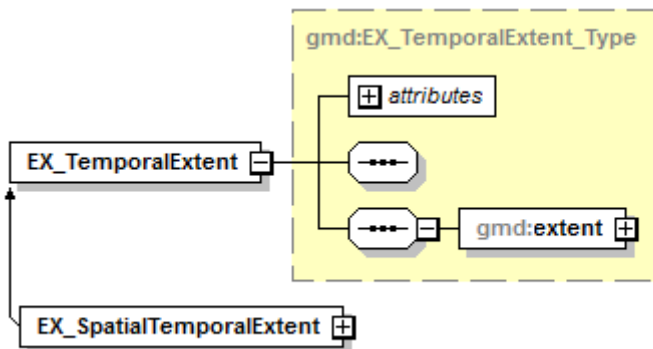 gmd:EX_TemporalExtent_Type
attributes
EX_TemporalExtent
gmd:extent
EX_SpatialTemporalExtent